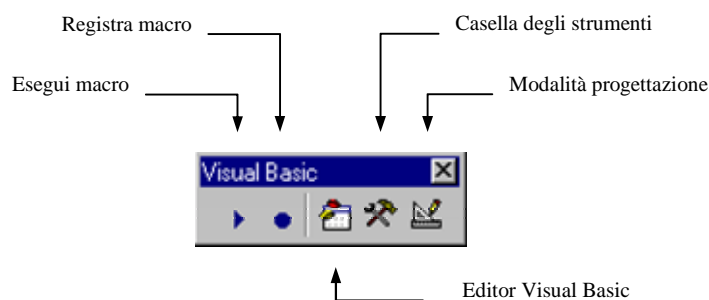 Registra macro
Casella degli strumenti
Esegui macro
Modalità progettazione
Visual Basic
Editor Visual Basic